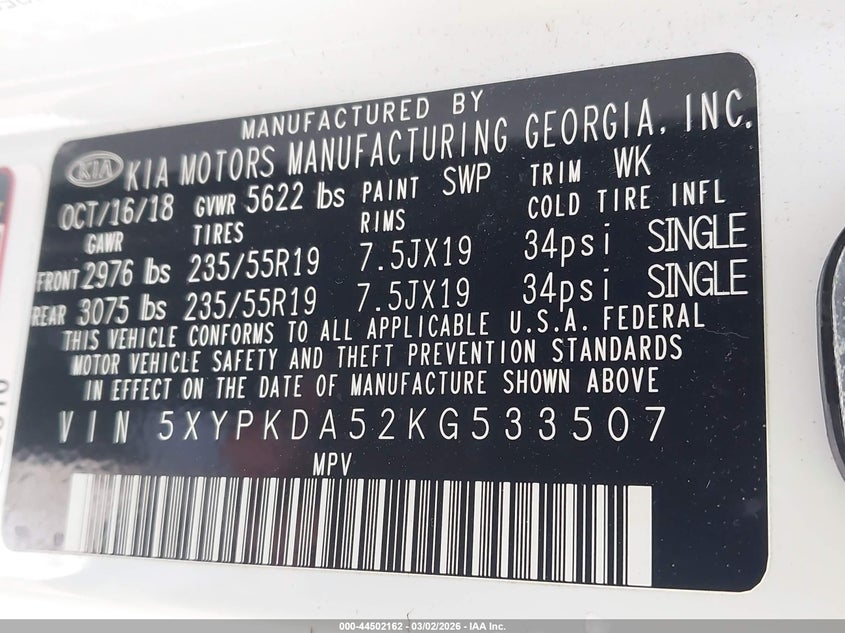 MANUFACTURED BY
KIA KIA MOTORS MANUFACTURING GEORGIA, INC.
OCT/16/18 GVWR 5622 lbs PAINT SWP TRIM WK
GAWR TIRES RIMS COLD TIRE INFL
FRONT 2976 lbs 235/55R19 7.5JX19 34psi SINGLE
REAR 3075 lbs 235/55R19 7.5JX19 34psi SINGLE
THIS VEHICLE CONFORMS TO ALL APPLICABLE U.S.A. FEDERAL
MOTOR VEHICLE SAFETY AND THEFT PREVENTION STANDARDS
IN EFFECT ON THE DATE OF MANUFACTURE SHOWN ABOVE
VIN 5XYPKDA52KG533507
MPV
000-44502162 - 03/02/2026 - IAA Inc.